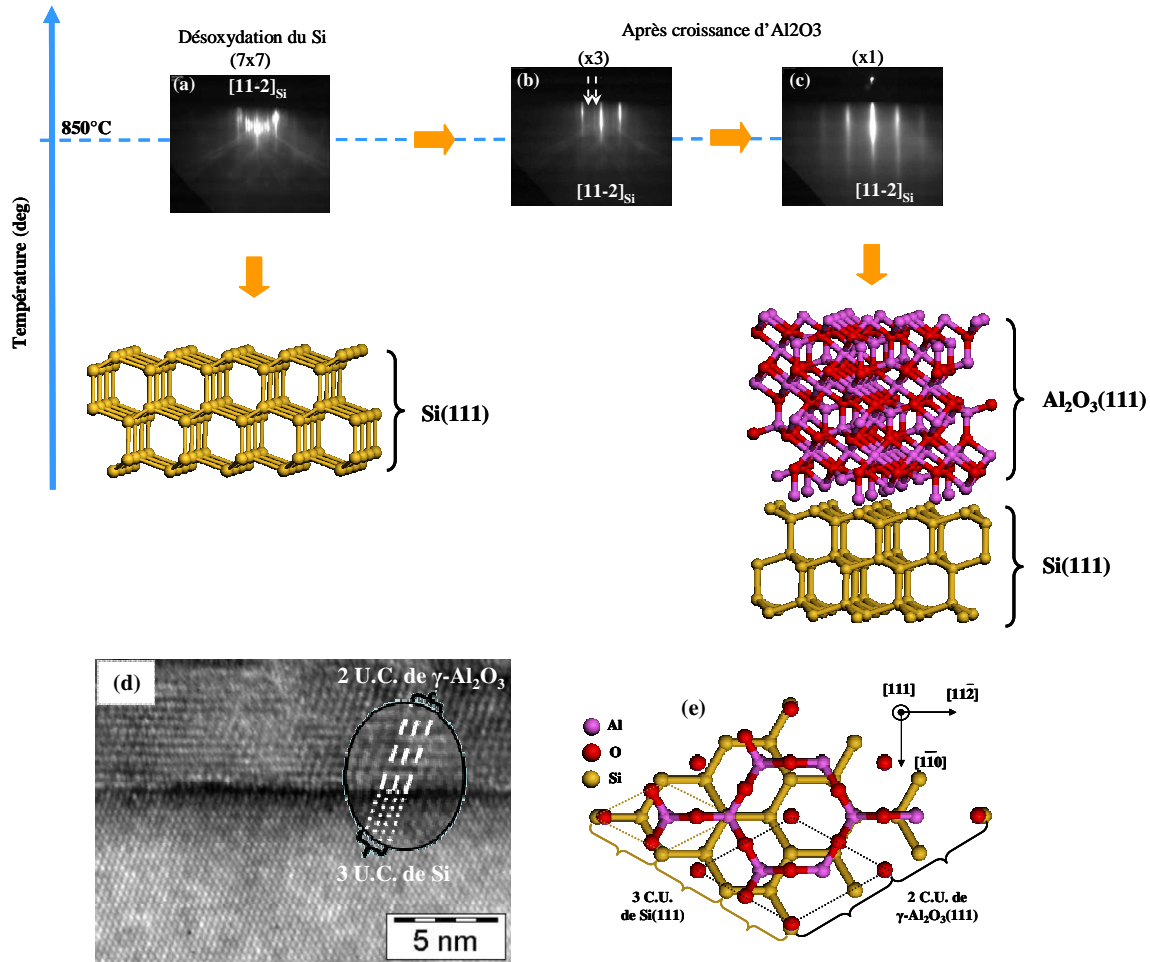 Désoxydation du Si
(7x7)
Après croissance d'Al2O3
(x3)
(x1)
(a)
[11-2]Si
(b)
[11-2]Si
(c)
[11-2]Si
850°C
Température (deg)
Si(111)
Al2O3(111)
Si(111)
(d)
2 U.C. de γ-Al2O3
3 U.C. de Si
5 nm
(e)
[111]
[112̄]
[1̄1̄0]
Al
O
Si
3 C.U.
de Si(111)
2 C.U. de
γ-Al2O3(111)